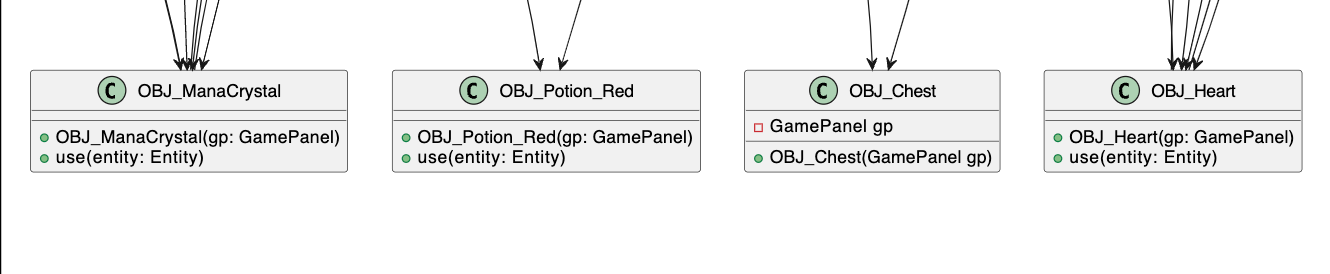 C OBJ_ManaCrystal
OBJ_ManaCrystal(gp: GamePanel)
use(entity: Entity)
C OBJ_Potion_Red
OBJ_Potion_Red(gp: GamePanel)
use(entity: Entity)
C OBJ_Chest
GamePanel gp
OBJ_Chest(GamePanel gp)
C OBJ_Heart
OBJ_Heart(gp: GamePanel)
use(entity: Entity)